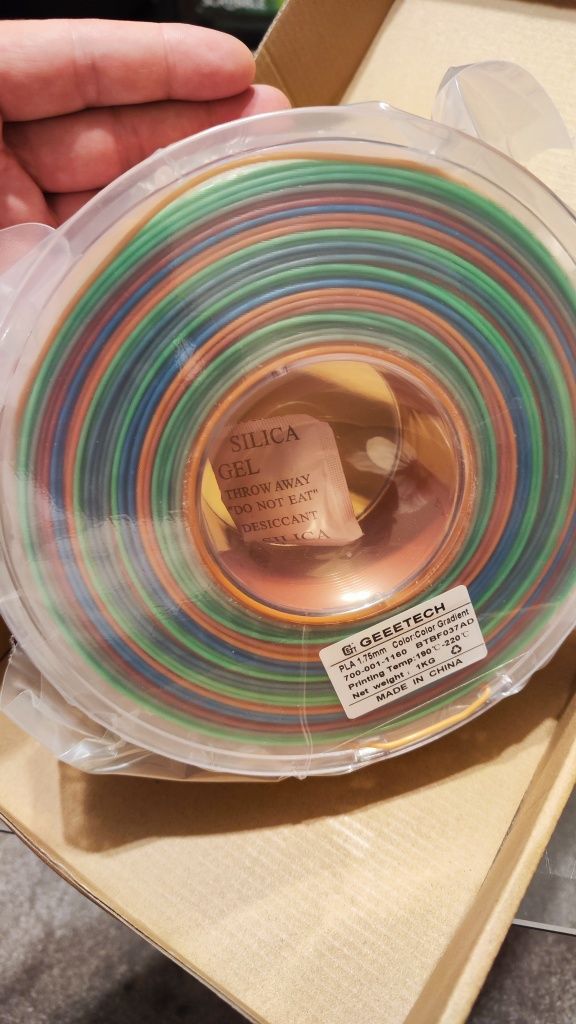 SILICA
GEL
THROW AWAY
"DO NOT EAT"
DESICCANT
SILICA
GEEETECH
PLA 1.75mm Color:Color Gradient
700-001-1160 BTBF037AD
Printing Temp:190℃-220℃
Net weight: 1KG
MADE IN CHINA